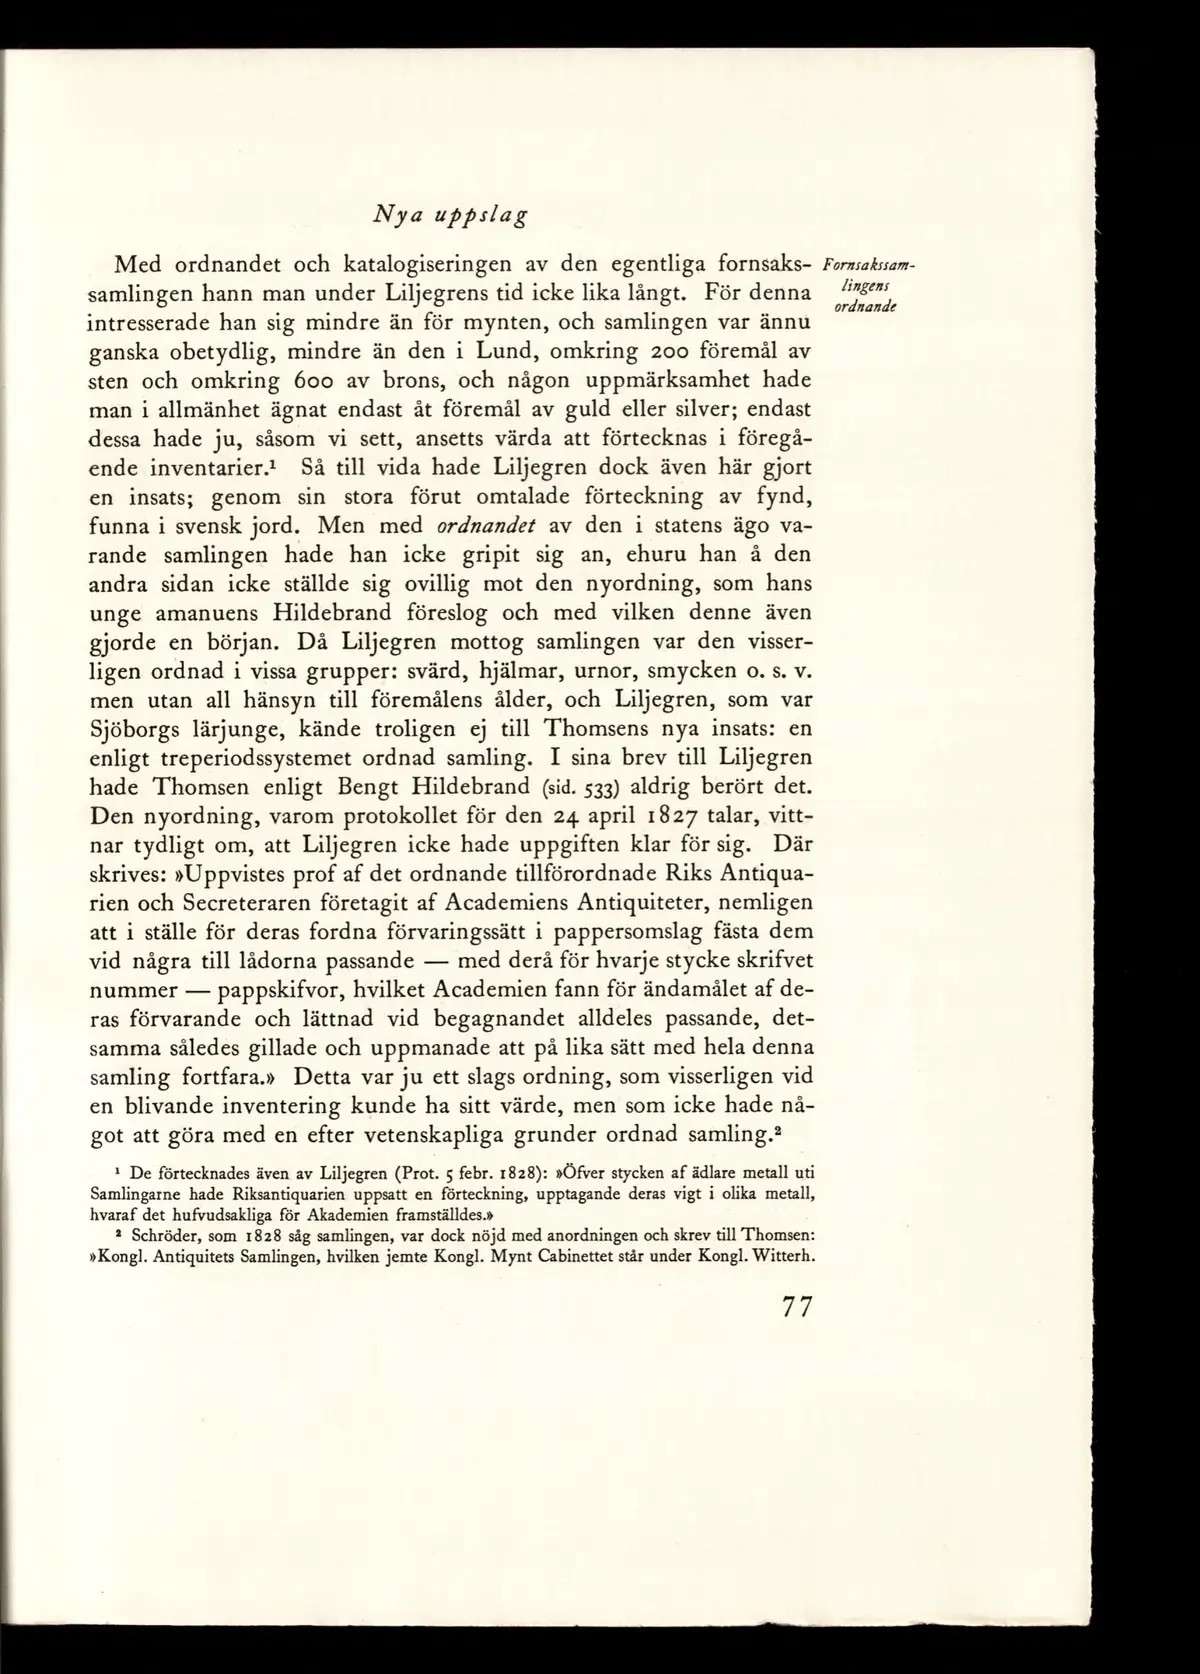 Nya uppslag
Med ordnandet och katalogiseringen av den egentliga fornsaks-
samlingen hann man under Liljegrens tid icke lika långt. För denna
intresserade han sig mindre än för mynten, och samlingen var ännu
ganska obetydlig, mindre än den i Lund, omkring 200 föremål av
sten och omkring 600 av brons, och någon uppmärksamhet hade
man i allmänhet ägnat endast åt föremål av guld eller silver; endast
dessa hade ju, såsom vi sett, ansetts värda att förtecknas i föregå-
ende inventarier.¹ Så till vida hade Liljegren dock även här gjort
en insats; genom sin stora förut omtalade förteckning av fynd,
funna i svensk jord. Men med ordnandet av den i statens ägo va-
rande samlingen hade han icke gripit sig an, ehuru han å den
andra sidan icke ställde sig ovillig mot den nyordning, som hans
unge amanuens Hildebrand föreslog och med vilken denne även
gjorde en början. Då Liljegren mottog samlingen var den visser-
ligen ordnad i vissa grupper: svärd, hjälmar, urnor, smycken o. s. v.
men utan all hänsyn till föremålens ålder, och Liljegren, som var
Sjöborgs lärjunge, kände troligen ej till Thomsens nya insats: en
enligt treperiodssystemet ordnad samling. I sina brev till Liljegren
hade Thomsen enligt Bengt Hildebrand (sid. 533) aldrig berört det.
Den nyordning, varom protokollet för den 24 april 1827 talar, vitt-
nar tydligt om, att Liljegren icke hade uppgiften klar för sig. Där
skrives: »Uppvistes prof af det ordnande tillförordnade Riks Antiqua-
rien och Secreteraren företagit af Academiens Antiquiteter, nemligen
att i ställe för deras fordna förvaringssätt i pappersomslag fästa dem
vid några till lådorna passande — med derå för hvarje stycke skrifvet
nummer — pappskifvor, hvilket Academien fann för ändamålet af de-
ras förvarande och lättnad vid begagnandet alldeles passande, det-
samma således gillade och uppmanade att på lika sätt med hela denna
samling fortfara.» Detta var ju ett slags ordning, som visserligen vid
en blivande inventering kunde ha sitt värde, men som icke hade nå-
got att göra med en efter vetenskapliga grunder ordnad samling.²
Fornsakssam-
lingens
ordnande
¹ De förtecknades även av Liljegren (Prot. 5 febr. 1828): »Öfver stycken af ädlare metall uti
Samlingarne hade Riksantiquarien uppsatt en förteckning, upptagande deras vigt i olika metall,
hvaraf det hufvudsakliga för Akademien framställdes.»
² Schröder, som 1828 såg samlingen, var dock nöjd med anordningen och skrev till Thomsen:
»Kongl. Antiquitets Samlingen, hvilken jemte Kongl. Mynt Cabinettet står under Kongl. Witterh.
77